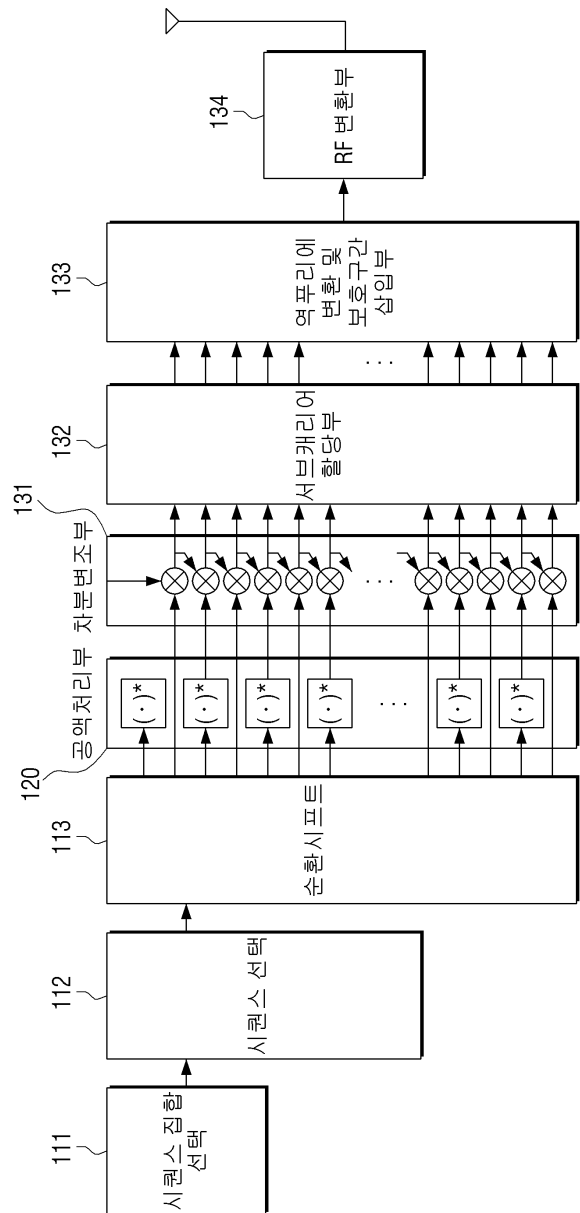 111
시퀀스 집합
선택
112
시퀀스 선택
113
순환시프트
120
공액처리부
(·)*
(·)*
(·)*
(·)*
...
(·)*
(·)*
131
차분변조부
...
132
서브캐리어
할당부
...
133
역푸리에
변환 및
보호구간
삽입부
134
RF 변환부